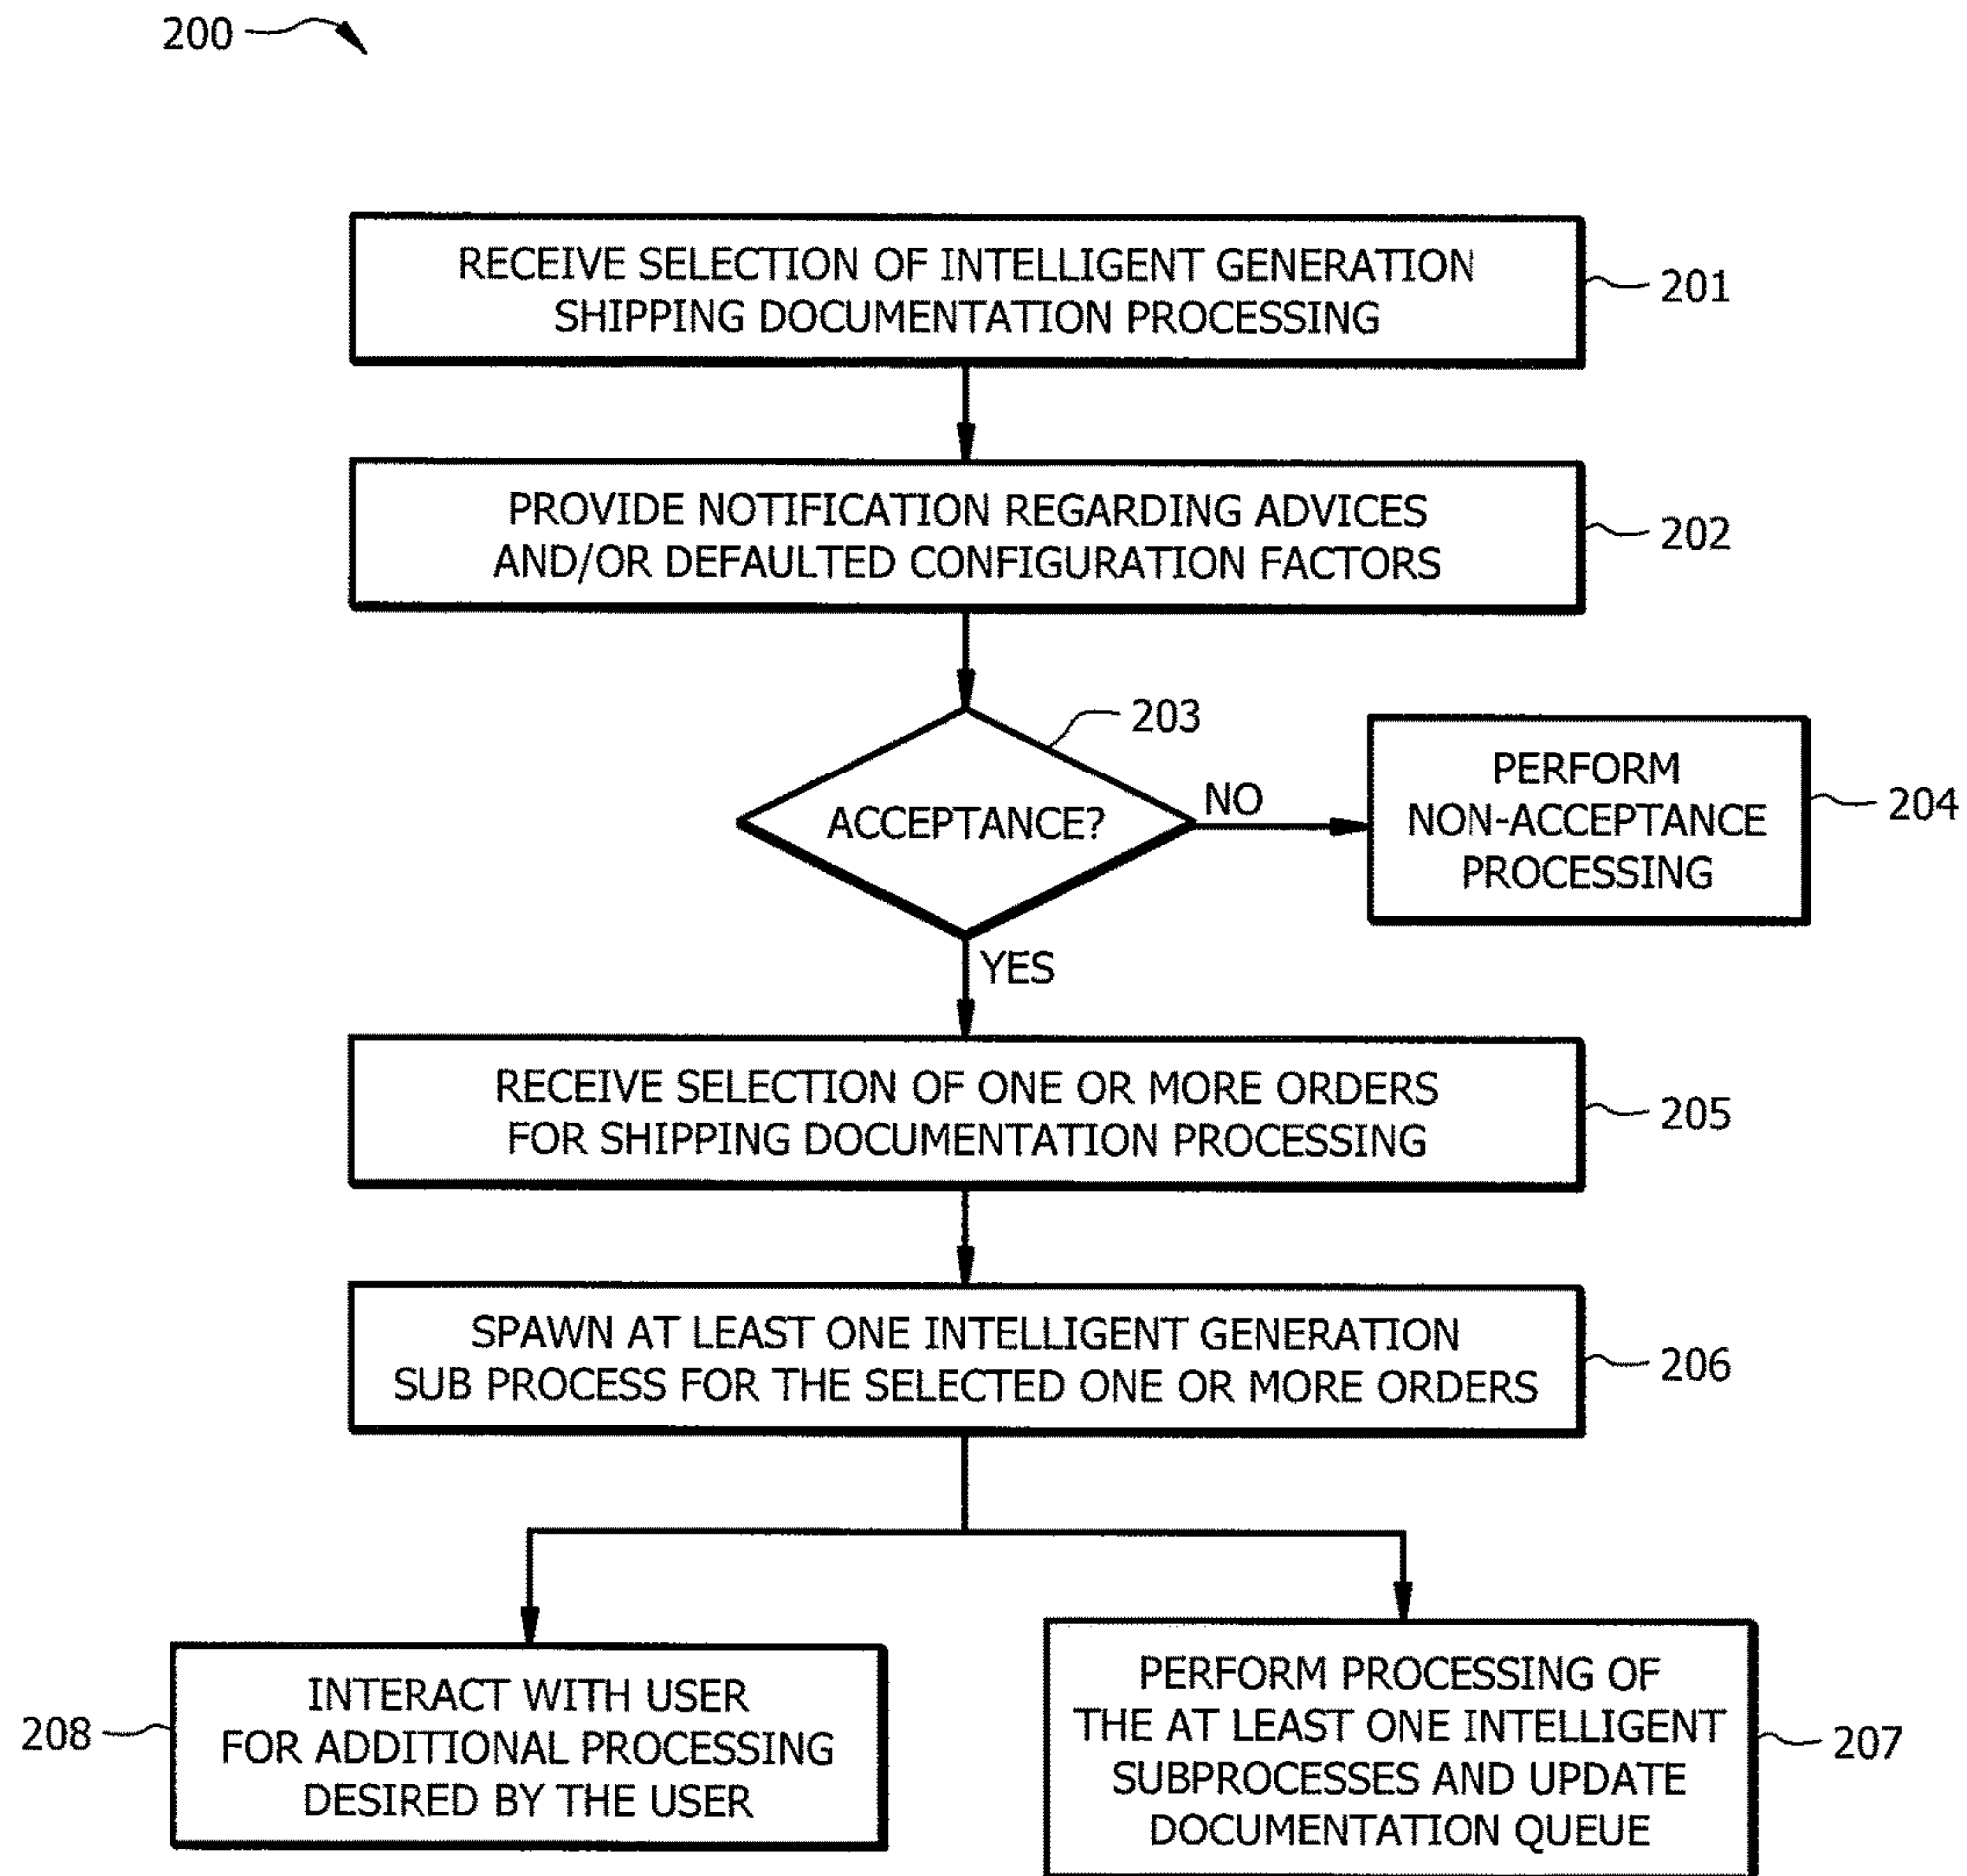 200
RECEIVE SELECTION OF INTELLIGENT GENERATION
SHIPPING DOCUMENTATION PROCESSING
201
PROVIDE NOTIFICATION REGARDING ADVICES
AND/OR DEFAULTED CONFIGURATION FACTORS
202
203
ACCEPTANCE?
NO
PERFORM
NON-ACCEPTANCE
PROCESSING
204
YES
RECEIVE SELECTION OF ONE OR MORE ORDERS
FOR SHIPPING DOCUMENTATION PROCESSING
205
SPAWN AT LEAST ONE INTELLIGENT GENERATION
SUB PROCESS FOR THE SELECTED ONE OR MORE ORDERS
206
208
INTERACT WITH USER
FOR ADDITIONAL PROCESSING
DESIRED BY THE USER
PERFORM PROCESSING OF
THE AT LEAST ONE INTELLIGENT
SUBPROCESSES AND UPDATE
DOCUMENTATION QUEUE
207